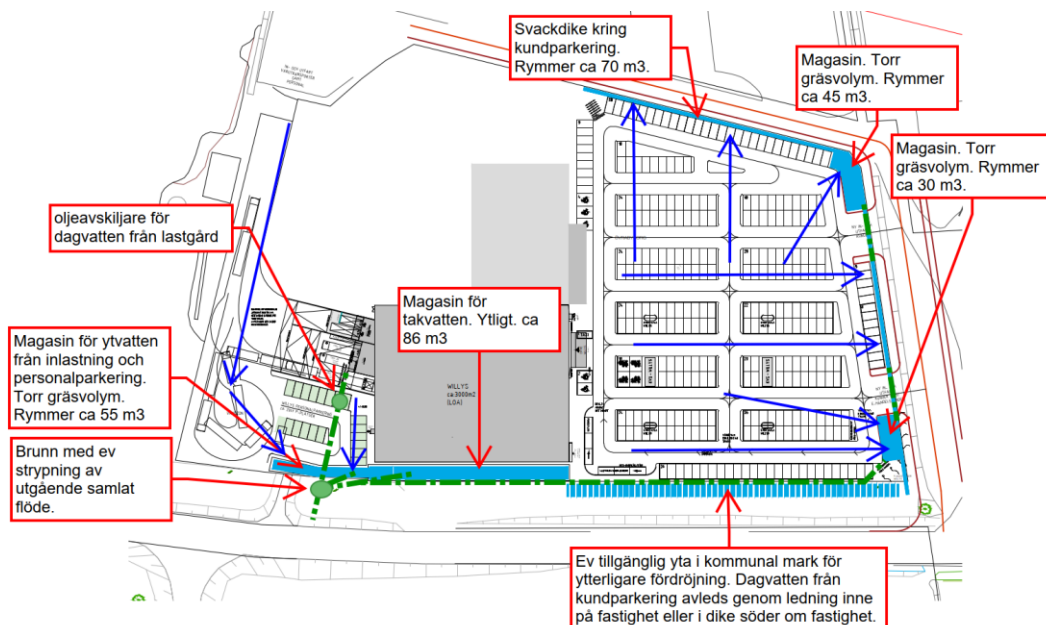 Svackdike kring
kundparkering.
Rymmer ca 70 m3.
Magasin. Torr
gräsvolym. Rymmer
ca 45 m3.
Magasin. Torr
gräsvolym. Rymmer
ca 30 m3.
oljeavskiljare för
dagvatten från lastgård
Magasin för
takvatten. Ytligt. ca
86 m3
Magasin för ytvatten
från inlastning och
personalparkering.
Torr gräsvolym.
Rymmer ca 55 m3
WILLYS
ca 3000m2
(LOA)
Brunn med ev
strypning av
utgående samlat
flöde.
Ev tillgänglig yta i kommunal mark för
ytterligare fördröjning. Dagvatten från
kundparkering avleds genom ledning inne
på fastighet eller i dike söder om fastighet.